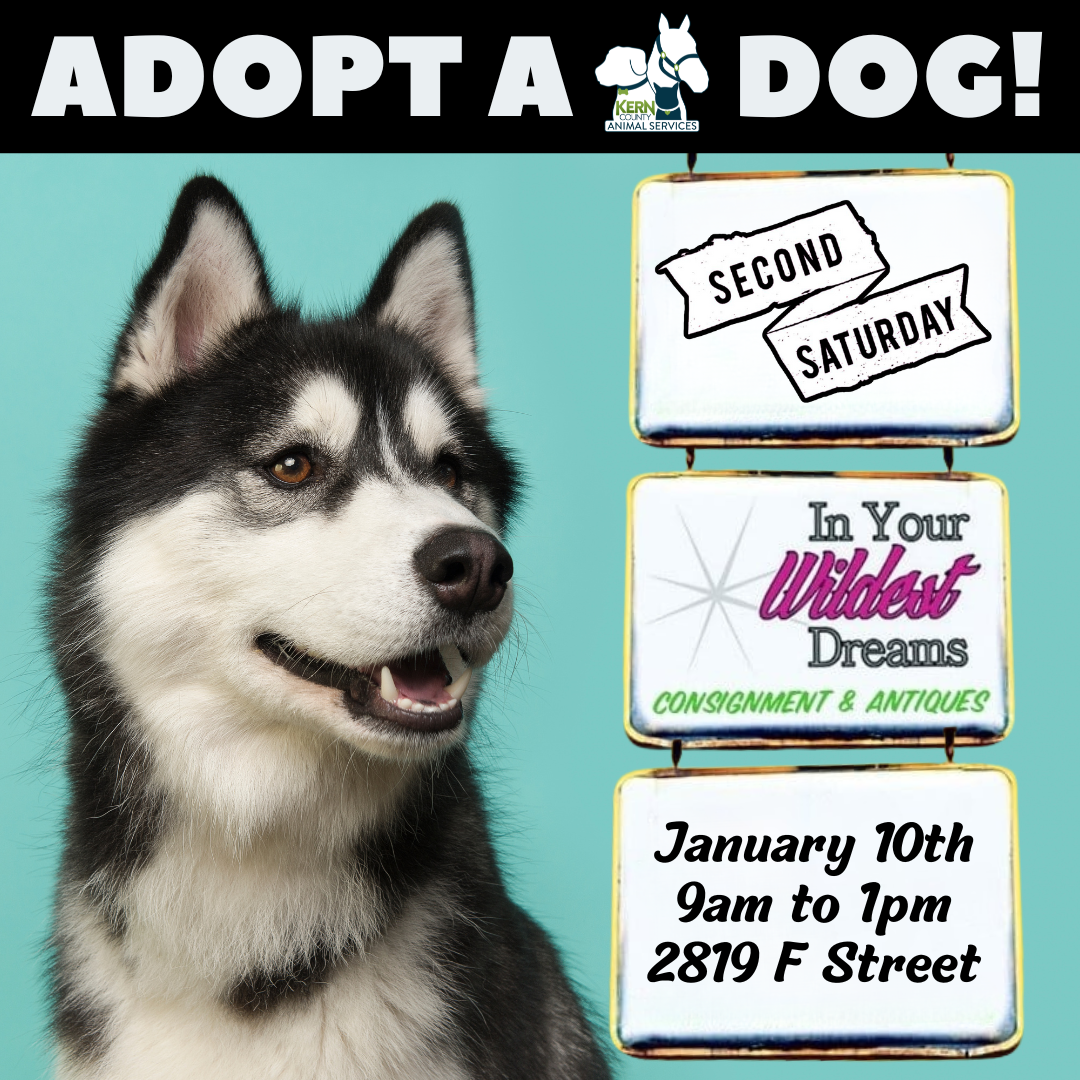 ADOPT A DOG!
KERN
COUNTY
ANIMAL SERVICES
SECOND
SATURDAY
In Your
Wildest
Dreams
CONSIGNMENT & ANTIQUES
January 10th
9am to 1pm
2819 F Street